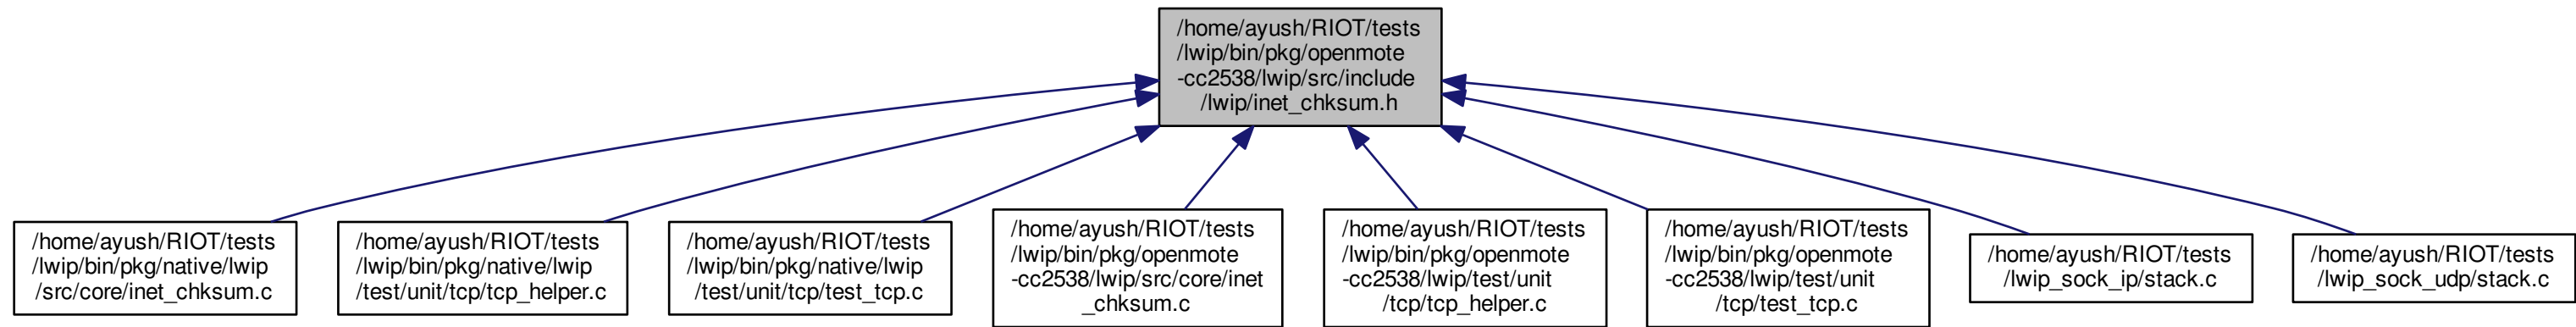 /home/ayush/RIOT/tests
/lwip/bin/pkg/openmote
-cc2538/lwip/src/include
/lwip/inet_chksum.h
/home/ayush/RIOT/tests
/lwip/bin/pkg/native/lwip
/src/core/inet_chksum.c
/home/ayush/RIOT/tests
/lwip/bin/pkg/native/lwip
/test/unit/tcp/tcp_helper.c
/home/ayush/RIOT/tests
/lwip/bin/pkg/native/lwip
/test/unit/tcp/test_tcp.c
/home/ayush/RIOT/tests
/lwip/bin/pkg/openmote
-cc2538/lwip/src/core/inet
_chksum.c
/home/ayush/RIOT/tests
/lwip/bin/pkg/openmote
-cc2538/lwip/test/unit
/tcp/tcp_helper.c
/home/ayush/RIOT/tests
/lwip/bin/pkg/openmote
-cc2538/lwip/test/unit
/tcp/test_tcp.c
/home/ayush/RIOT/tests
/lwip_sock_ip/stack.c
/home/ayush/RIOT/tests
/lwip_sock_udp/stack.c